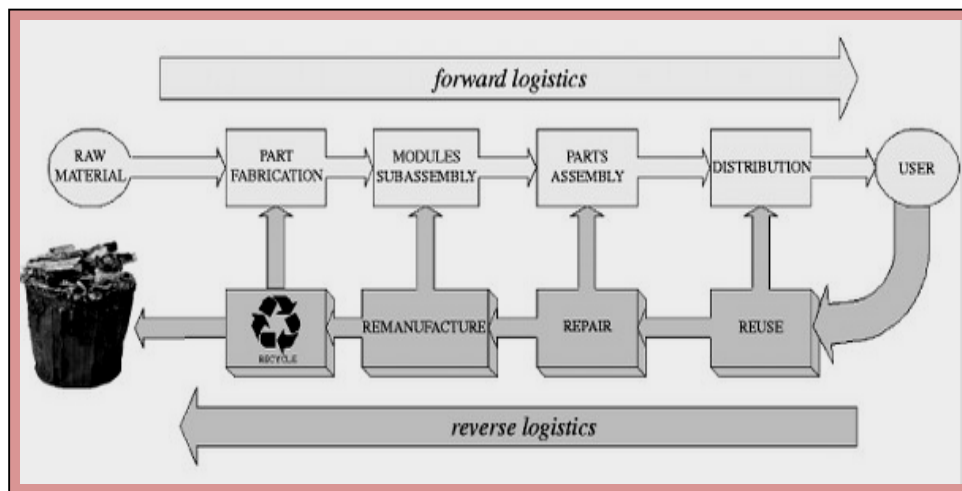 forward logistics
RAW
MATERIAL
PART
FABRICATION
MODULES
SUBASSEMBLY
PARTS
ASSEMBLY
DISTRIBUTION
USER
RECYCLE
REMANUFACTURE
REPAIR
REUSE
reverse logistics